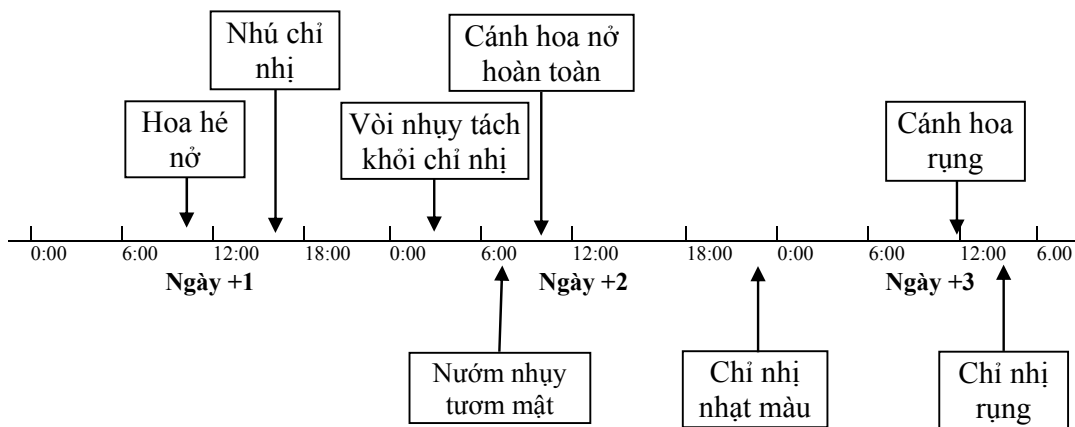 Nhú chỉ
nhị
Cánh hoa nở
hoàn toàn
Hoa hé
nở
Vòi nhụy tách
khỏi chỉ nhị
Cánh hoa
rụng
0:00 6:00 12:00 18:00 0:00 6:00 12:00 18:00 0:00 6:00 12:00 6.00
Ngày +1 Ngày +2 Ngày +3
Nướm nhụy
tươm mật
Chỉ nhị
nhạt màu
Chỉ nhị
rụng